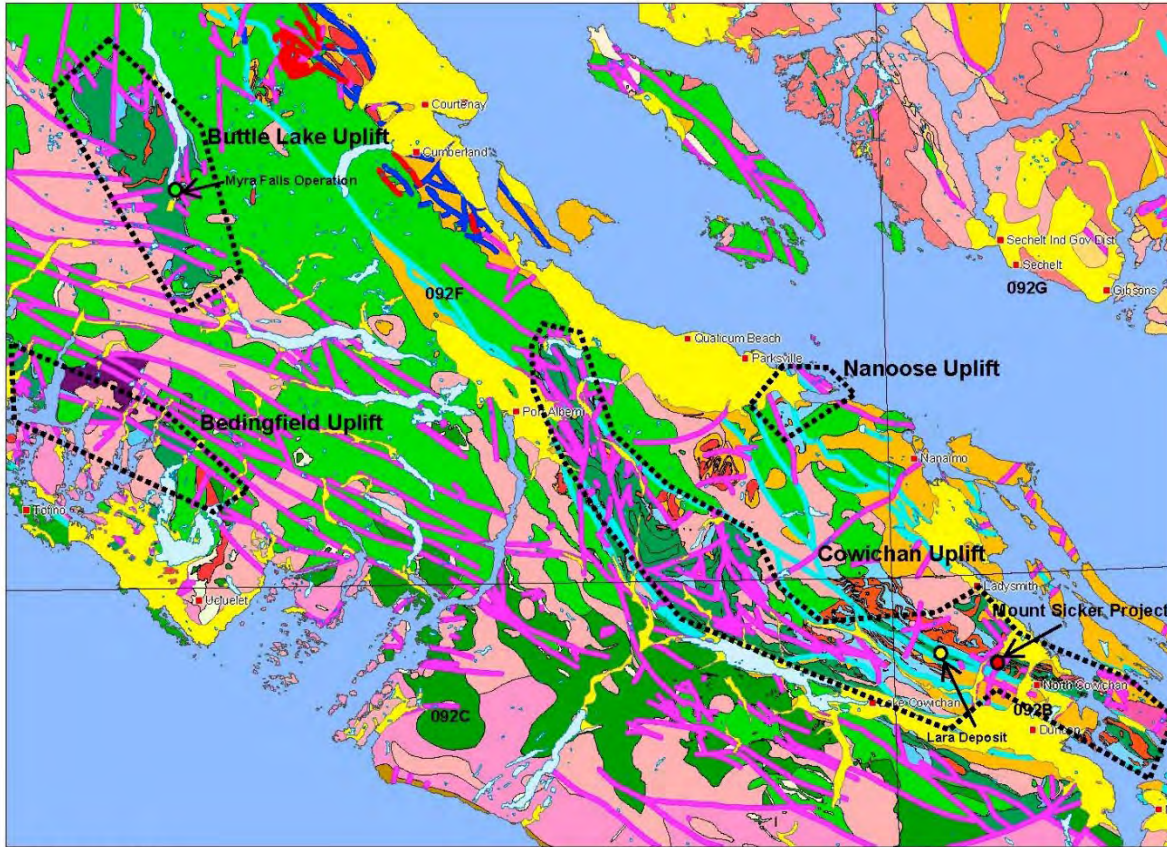 Courtenay
Buttle Lake Uplift
Cumberland
Myra Falls Operation
Sechelt Ind Gov Dist
Sechelt
092G
Gibsons
092F
Qualicum Beach
Parksville
Nanoose Uplift
Port Alberni
Bedingfield Uplift
Nanaimo
Tofino
Cowichan Uplift
Ladysmith
Ucluelet
Mount Sicker Project
North Cowichan
Lake Cowichan
092B
092C
Duncan
Lara Deposit